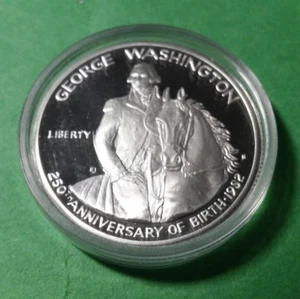 GEORGE WASHINGTON
LIBERTY
250TH ANNIVERSARY OF BIRTH·1982